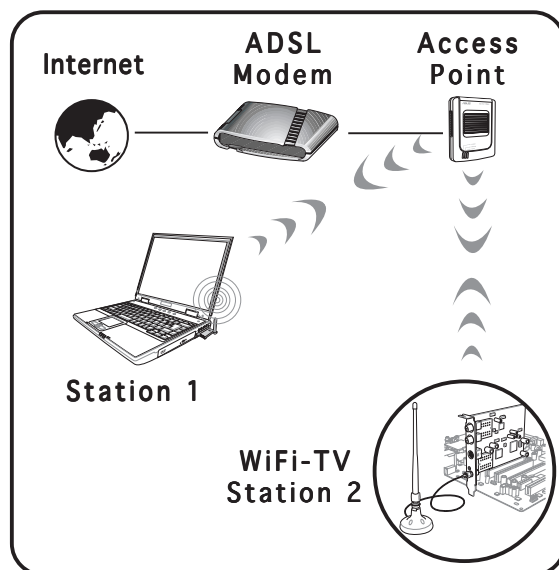 Internet
ADSL
Modem
Access
Point
Station 1
WiFi-TV
Station 2